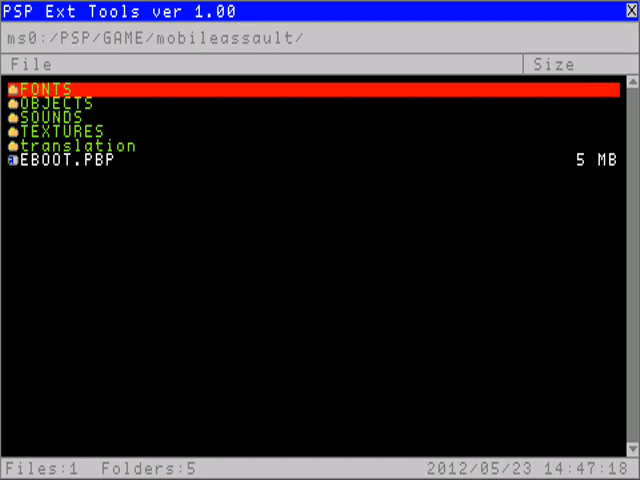 PSP Ext Tools ver 1.00 X
ms0:/PSP/GAME/mobileassault/
File Size
FONTS
OBJECTS
SOUNDS
TEXTURES
translation
EBOOT.PBP 5 MB
Files:1 Folders:5 2012/05/23 14:47:18